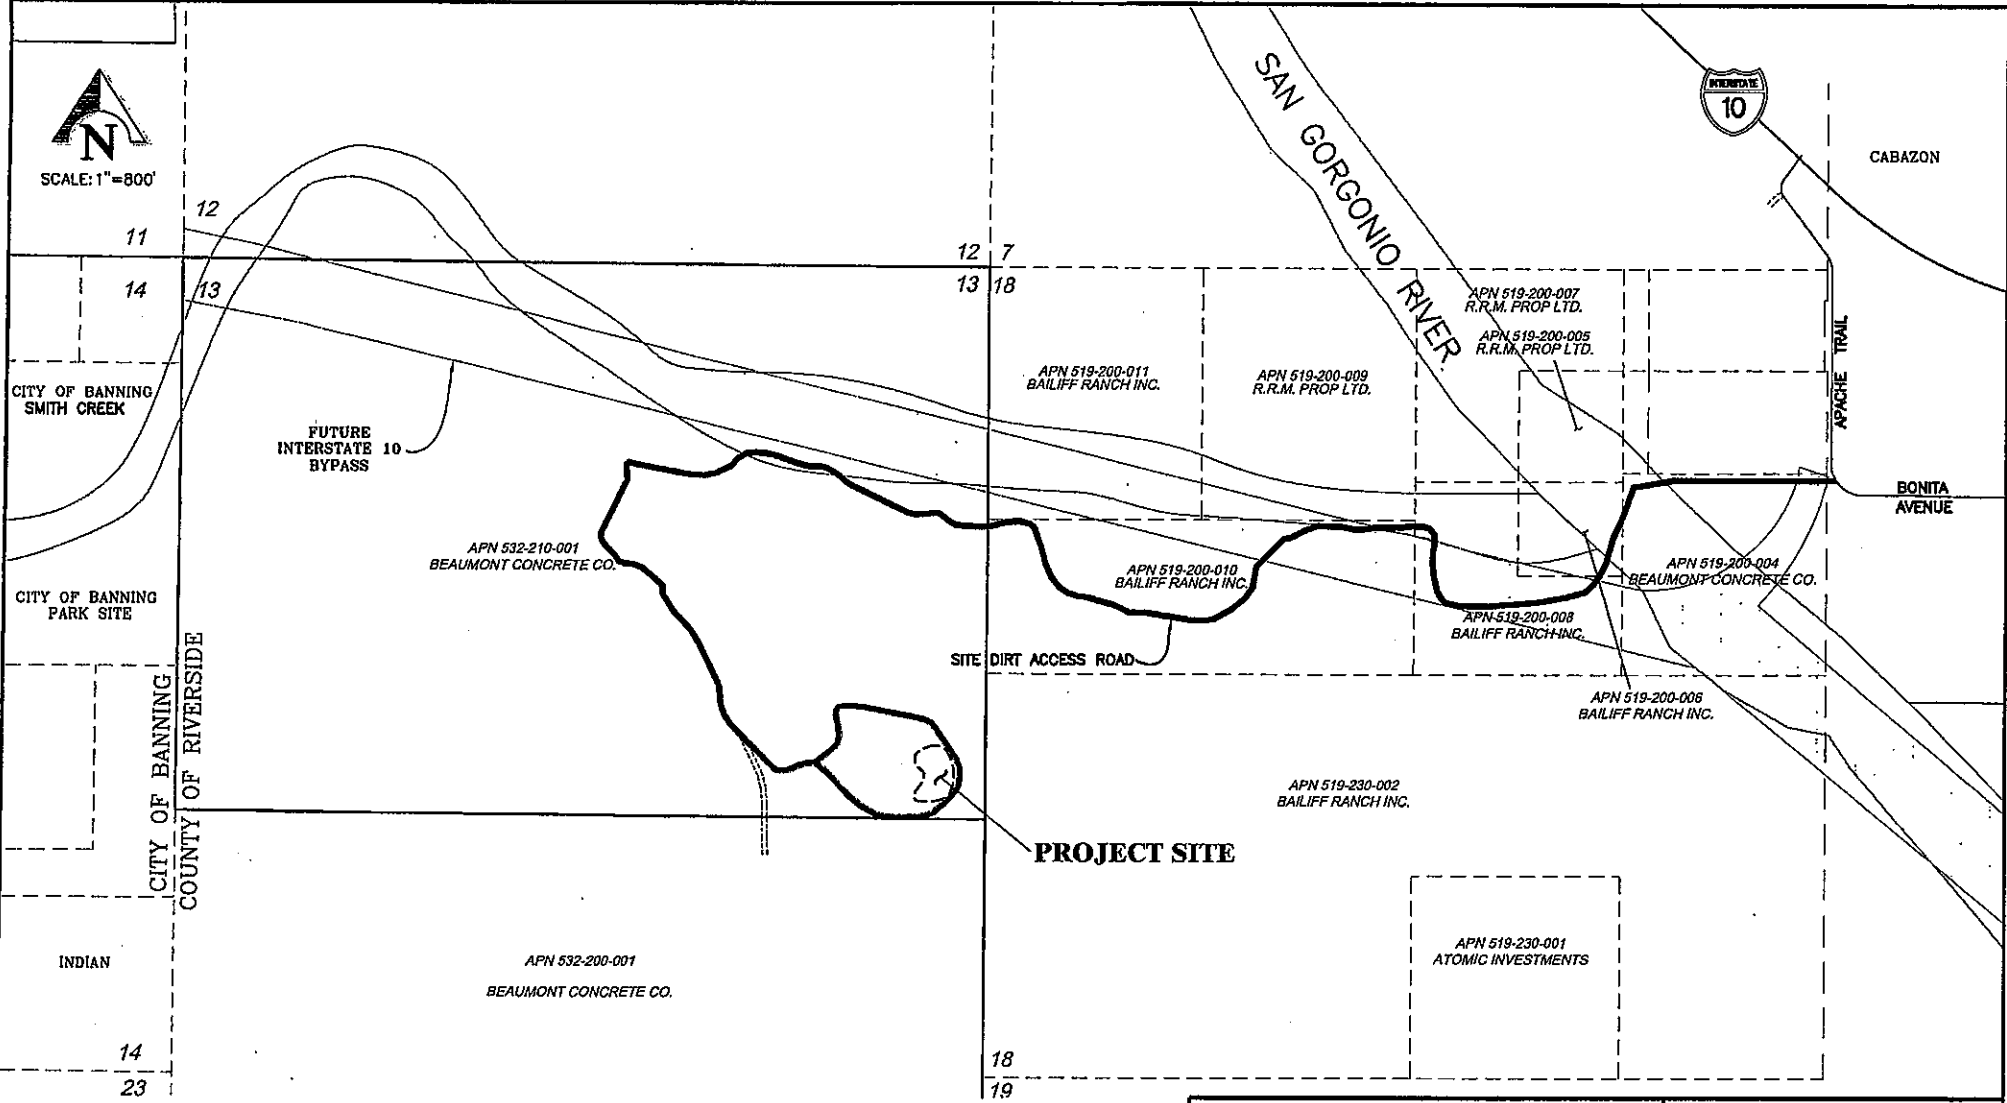 N
SCALE: 1"=800'
12
11
14
13
12
7
13
18
SAN GORGONIO RIVER
INTERSTATE
10
CABAZON
APN 519-200-007
R.R.M. PROP LTD.
APN 519-200-005
R.R.M. PROP LTD.
APN 519-200-011
BAILIFF RANCH INC.
APN 519-200-009
R.R.M. PROP LTD.
APACHE TRAIL
CITY OF BANNING
SMITH CREEK
FUTURE
INTERSTATE 10
BYPASS
BONITA
AVENUE
APN 532-210-001
BEAUMONT CONCRETE CO.
APN 519-200-010
BAILIFF RANCH INC.
APN 519-200-004
BEAUMONT CONCRETE CO.
CITY OF BANNING
PARK SITE
APN 519-200-008
BAILIFF RANCH INC.
SITE DIRT ACCESS ROAD
APN 519-200-006
BAILIFF RANCH INC.
CITY OF BANNING
COUNTY OF RIVERSIDE
APN 519-230-002
BAILIFF RANCH INC.
PROJECT SITE
INDIAN
APN 532-200-001
BEAUMONT CONCRETE CO.
APN 519-230-001
ATOMIC INVESTMENTS
14
23
18
19